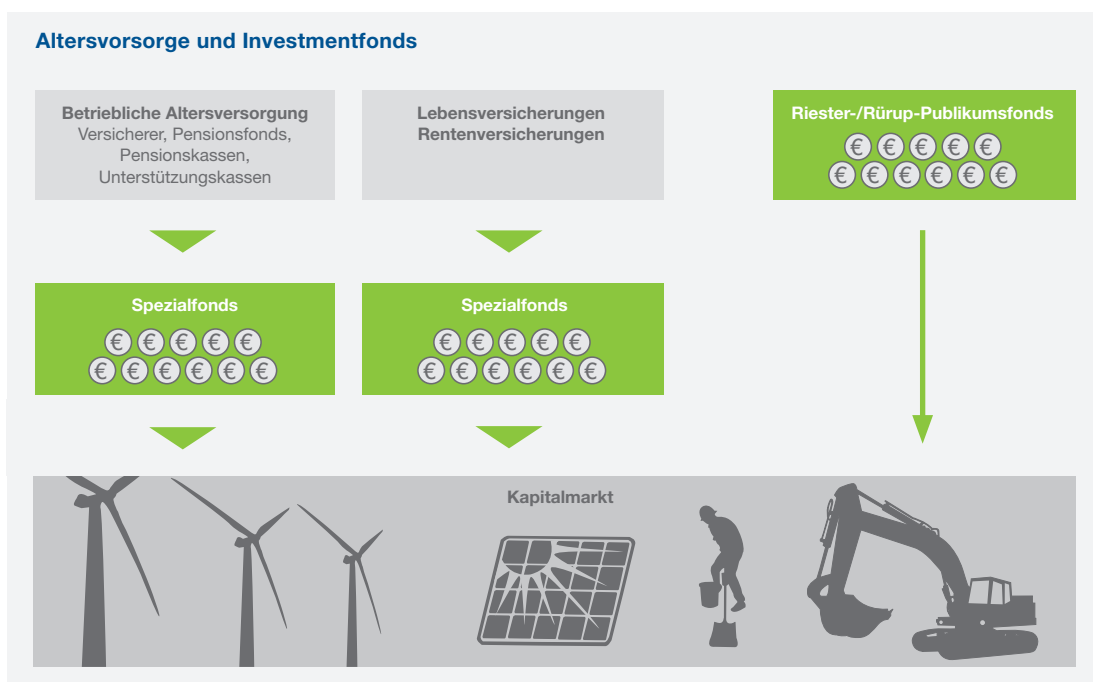 Altersvorsorge und Investmentfonds
Betriebliche Altersversorgung
Versicherer, Pensionsfonds,
Pensionskassen,
Unterstützungskassen
Lebensversicherungen
Rentenversicherungen
Riester-/Rürup-Publikumsfonds
€ € € € €
€ € € € € €
Spezialfonds
€ € € € €
€ € € € € €
Spezialfonds
€ € € € €
€ € € € € €
Kapitalmarkt